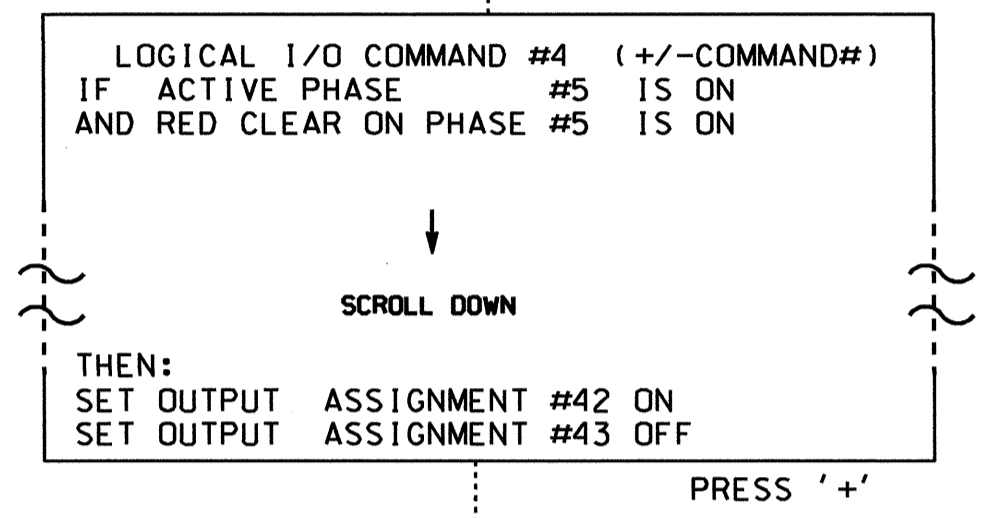 LOGICAL I/O COMMAND #4 (+/-COMMAND#)
IF ACTIVE PHASE #5 IS ON
AND RED CLEAR ON PHASE #5 IS ON
SCROLL DOWN
THEN:
SET OUTPUT ASSIGNMENT #42 ON
SET OUTPUT ASSIGNMENT #43 OFF
PRESS '+'